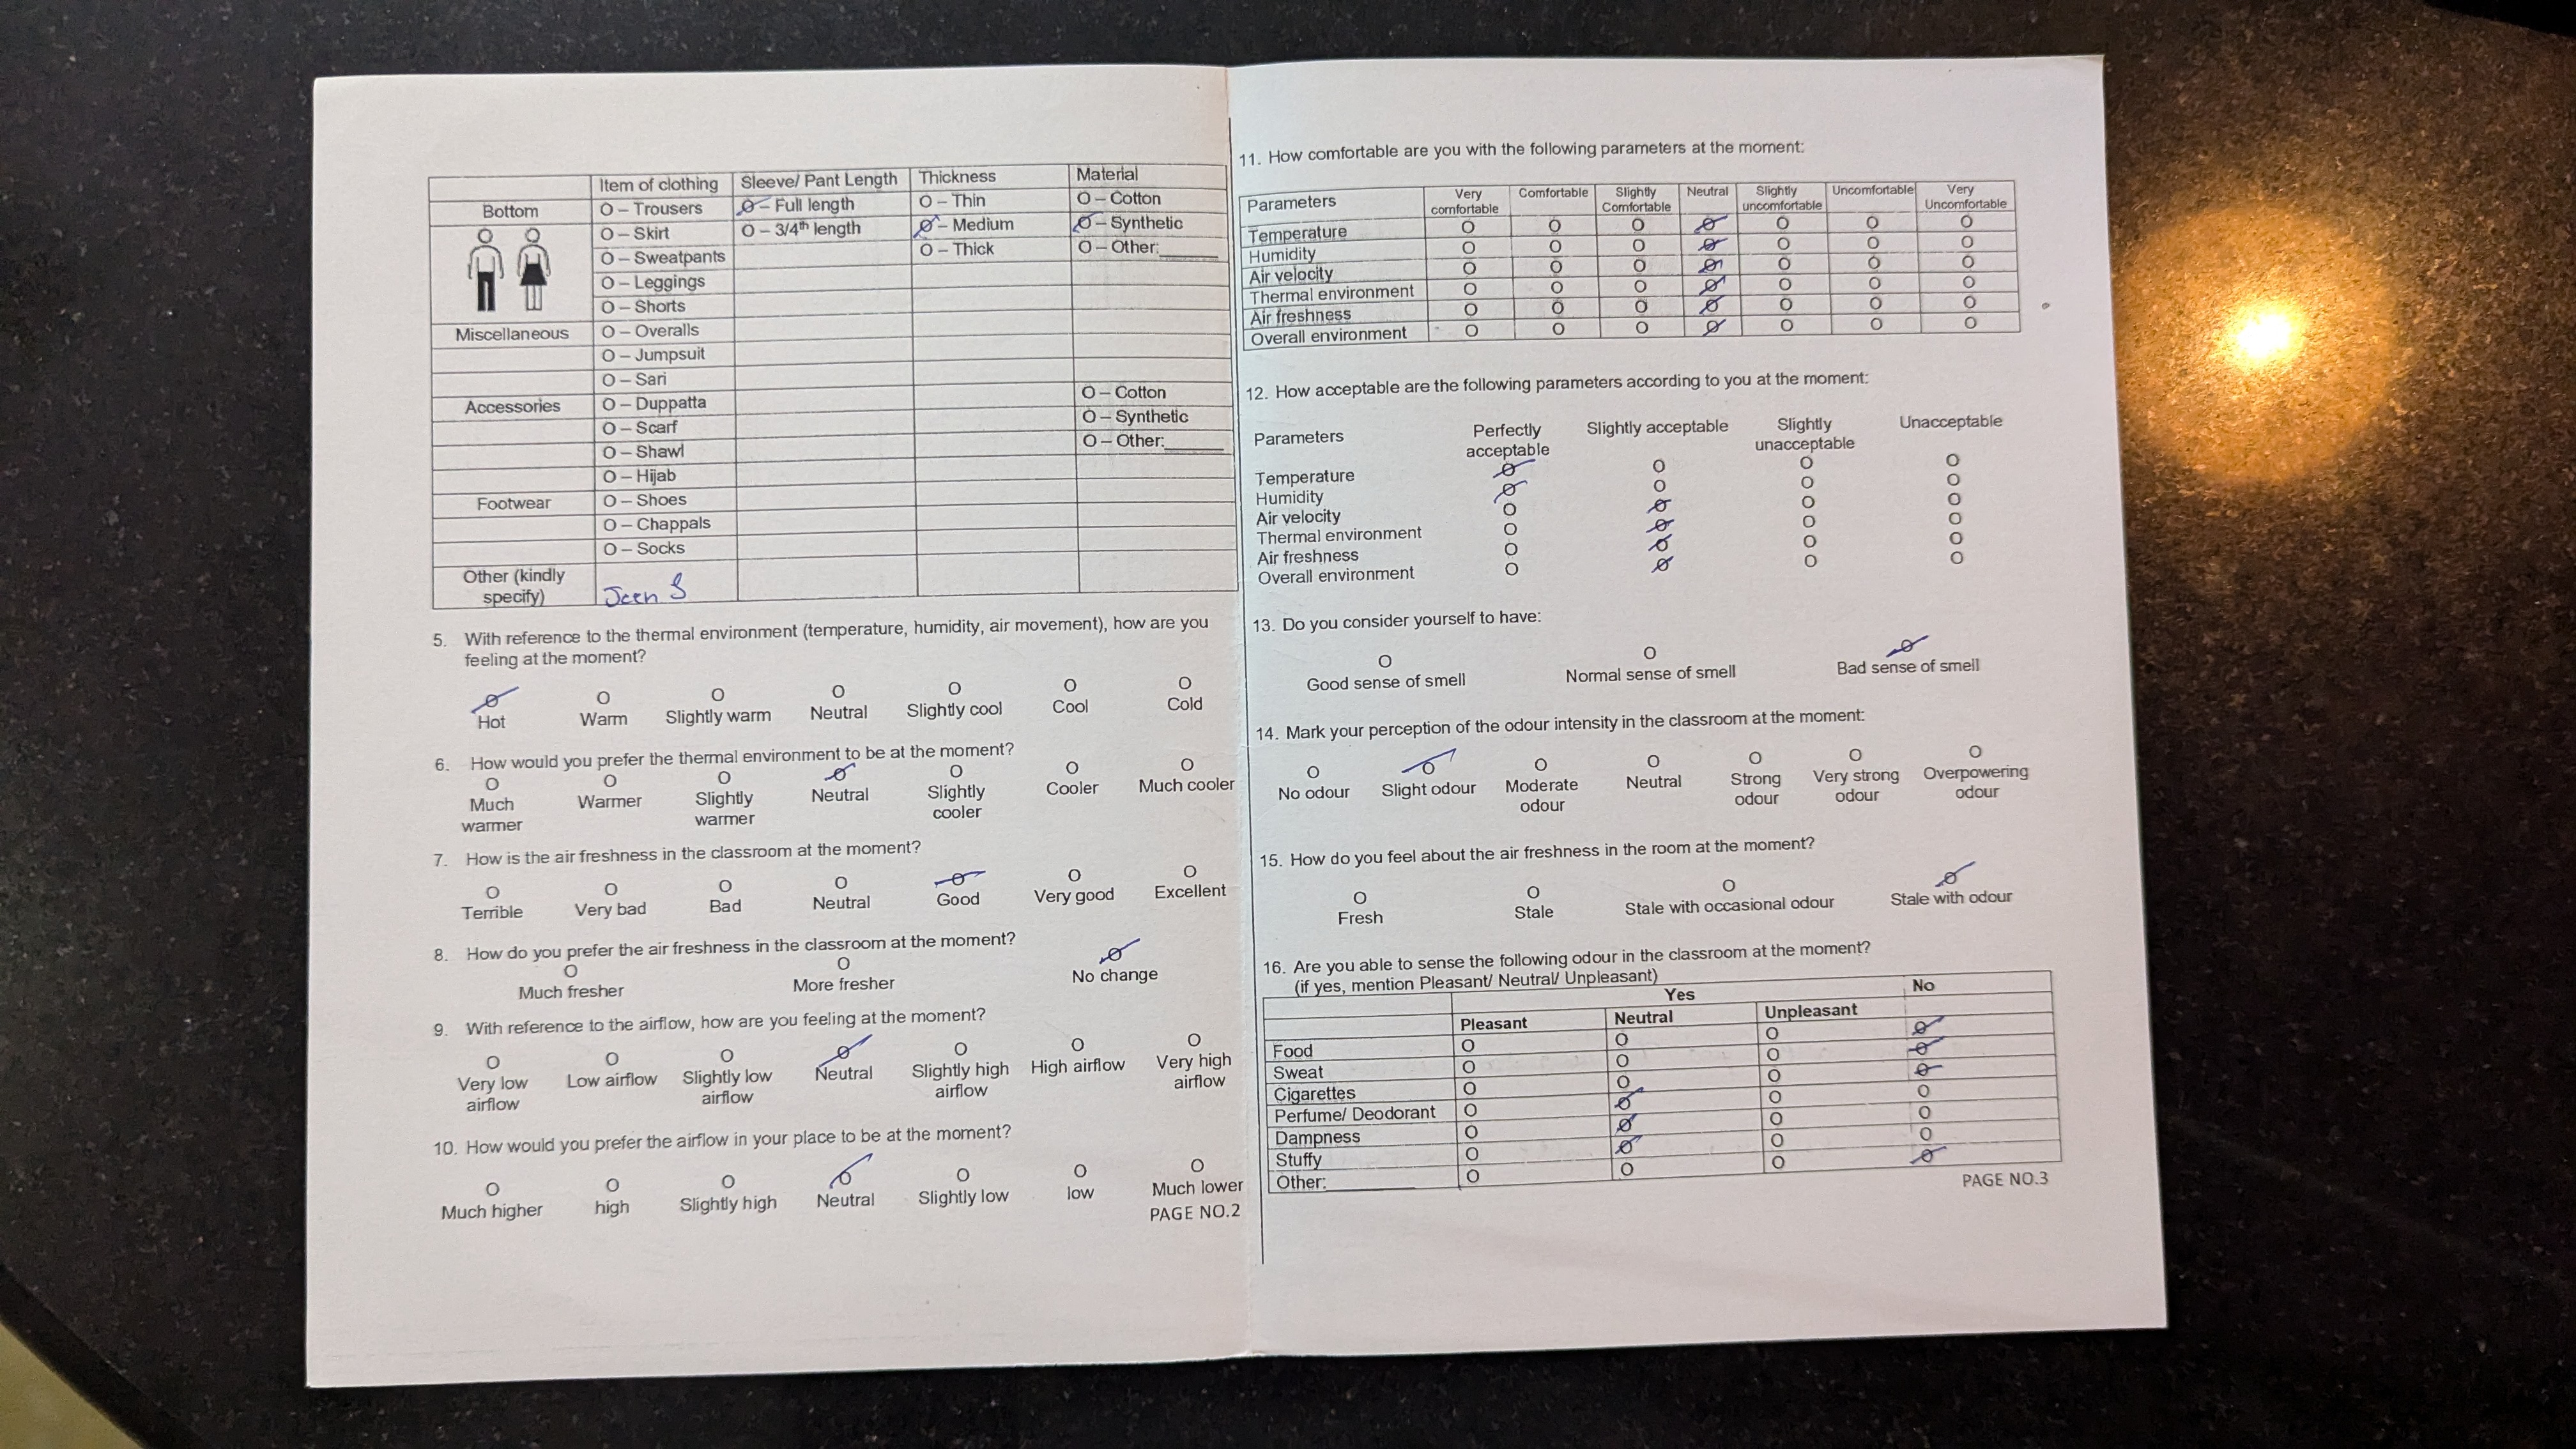 Item of clothing Sleeve/ Pant Length Thickness Material
Bottom O – Trousers O – Full length O – Thin O – Cotton
O – Skirt O – 3/4th length O – Medium O – Synthetic
O – Sweatpants O – Thick O – Other:______
O – Leggings
O – Shorts
Miscellaneous O – Overalls
O – Jumpsuit
O – Sari O – Cotton
Accessories O – Duppatta O – Synthetic
O – Scarf O – Other:______
O – Shawl
O – Hijab
Footwear O – Shoes
O – Chappals
O – Socks
Other (kindly
specify) Jeen S
5. With reference to the thermal environment (temperature, humidity, air movement), how are you
feeling at the moment?
O O O O O O O
Hot Warm Slightly warm Neutral Slightly cool Cool Cold
6. How would you prefer the thermal environment to be at the moment?
O O O O O O O
Much Warmer Slightly Neutral Slightly Cooler Much cooler
warmer warmer cooler
7. How is the air freshness in the classroom at the moment?
O O O O O O O
Terrible Very bad Bad Neutral Good Very good Excellent
8. How do you prefer the air freshness in the classroom at the moment?
O O O
Much fresher More fresher No change
9. With reference to the airflow, how are you feeling at the moment?
O O O O O O O
Very low Low airflow Slightly low Neutral Slightly high High airflow Very high
airflow airflow airflow airflow
10. How would you prefer the airflow in your place to be at the moment?
O O O O O O O
Much higher high Slightly high Neutral Slightly low low Much lower
PAGE NO.2
11. How comfortable are you with the following parameters at the moment:
Parameters Very Comfortable Slightly Neutral Slightly Uncomfortable Very
comfortable Comfortable uncomfortable Uncomfortable
Temperature O O O O O O O
Humidity O O O O O O O
Air velocity O O O O O O O
Thermal environment O O O O O O O
Air freshness O O O O O O O
Overall environment O O O O O O O
12. How acceptable are the following parameters according to you at the moment:
Parameters Perfectly Slightly acceptable Slightly Unacceptable
acceptable unacceptable
Temperature O O O O
Humidity O O O O
Air velocity O O O O
Thermal environment O O O O
Air freshness O O O O
Overall environment O O O O
13. Do you consider yourself to have:
O O O
Good sense of smell Normal sense of smell Bad sense of smell
14. Mark your perception of the odour intensity in the classroom at the moment:
O O O O O O O
No odour Slight odour Moderate Neutral Strong Very strong Overpowering
odour odour odour odour
15. How do you feel about the air freshness in the room at the moment?
O O O O
Fresh Stale Stale with occasional odour Stale with odour
16. Are you able to sense the following odour in the classroom at the moment?
(if yes, mention Pleasant/ Neutral/ Unpleasant)
Yes No
Pleasant Neutral Unpleasant
Food O O O O
Sweat O O O O
Cigarettes O O O O
Perfume/ Deodorant O O O O
Dampness O O O O
Stuffy O O O O
Other:__________ O O O O
PAGE NO.3